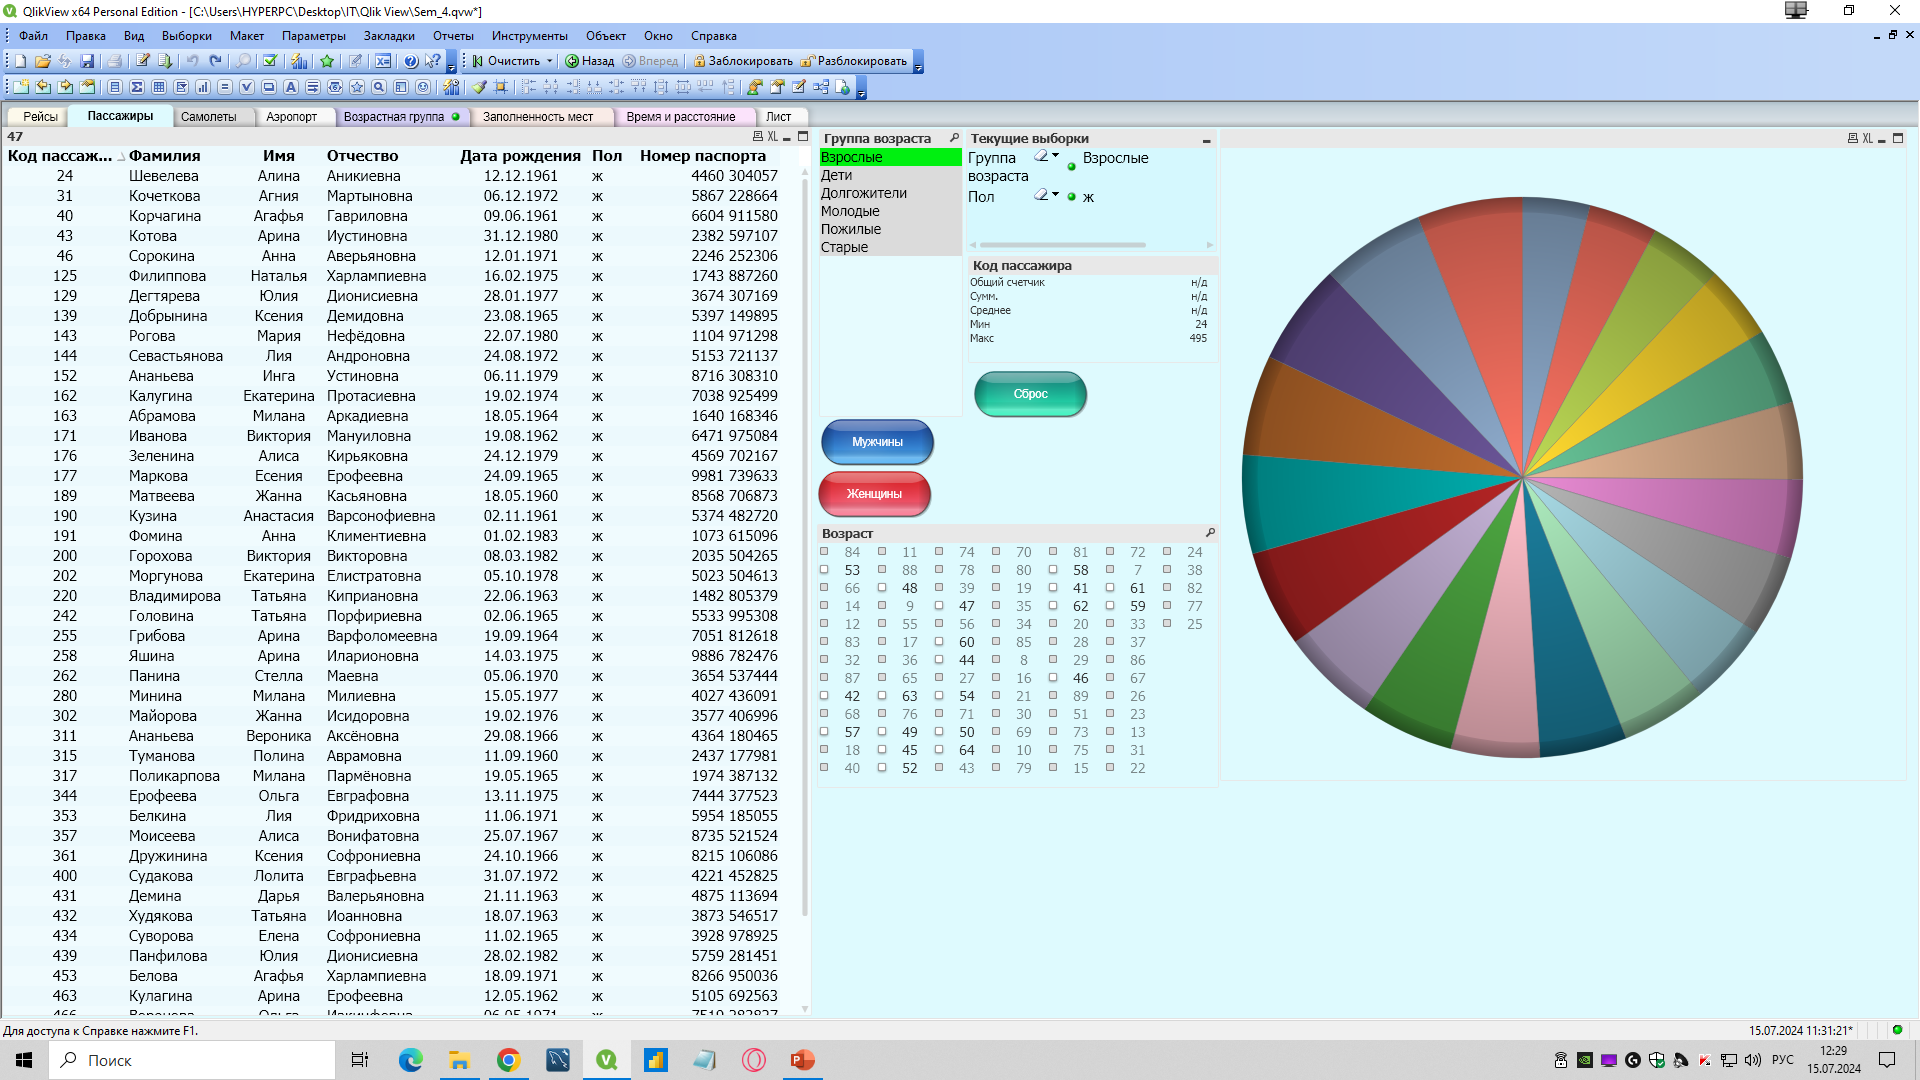 QlikView x64 Personal Edition - [C:\Users\HYPERPC\Desktop\IT\Qlik View\Sem_4.qvw*]
Файл Правка Вид Выборки Макет Параметры Закладки Отчеты Инструменты Объект Окно Справка
Очистить Назад Вперед Заблокировать Разблокировать
Рейсы Пассажиры Самолеты Аэропорт Возрастная группа Заполненность мест Время и расстояние Лист
47 XL
Код пассаж... Фамилия Имя Отчество Дата рождения Пол Номер паспорта
24 Шевелева Алина Аникиевна 12.12.1961 ж 4460 304057
31 Кочеткова Агния Мартыновна 06.12.1972 ж 5867 228664
40 Корчагина Агафья Гавриловна 09.06.1961 ж 6604 911580
43 Котова Арина Иустиновна 31.12.1980 ж 2382 597107
46 Сорокина Анна Аверьяновна 12.01.1971 ж 2246 252306
125 Филиппова Наталья Харлампиевна 16.02.1975 ж 1743 887260
129 Дегтярева Юлия Дионисиевна 28.01.1977 ж 3674 307169
139 Добрынина Ксения Демидовна 23.08.1965 ж 5397 149895
143 Рогова Мария Нефёдовна 22.07.1980 ж 1104 971298
144 Севастьянова Лия Андроновна 24.08.1972 ж 5153 721137
152 Ананьева Инга Устиновна 06.11.1979 ж 8716 308310
162 Калугина Екатерина Протасиевна 19.02.1974 ж 7038 925499
163 Абрамова Милана Аркадиевна 18.05.1964 ж 1640 168346
171 Иванова Виктория Мануиловна 19.08.1962 ж 6471 975084
176 Зеленина Алиса Кирьяковна 24.12.1979 ж 4569 702167
177 Маркова Есения Ерофеевна 24.09.1965 ж 9981 739633
189 Матвеева Жанна Касьяновна 18.05.1960 ж 8568 706873
190 Кузина Анастасия Варсонофиевна 02.11.1961 ж 5374 482720
191 Фомина Анна Климентиевна 01.02.1983 ж 1073 615096
200 Горохова Виктория Викторовна 08.03.1982 ж 2035 504265
202 Моргунова Екатерина Елистратовна 05.10.1978 ж 5023 504613
220 Владимирова Татьяна Киприановна 22.06.1963 ж 1482 805379
242 Головина Татьяна Порфириевна 02.06.1965 ж 5533 995308
255 Грибова Арина Варфоломеевна 19.09.1964 ж 7051 812618
258 Яшина Арина Иларионовна 14.03.1975 ж 9886 782476
262 Панина Стелла Маевна 05.06.1970 ж 3654 537444
280 Минина Милана Милиевна 15.05.1977 ж 4027 436091
302 Майорова Жанна Исидоровна 19.02.1976 ж 3577 406996
311 Ананьева Вероника Аксёновна 29.08.1966 ж 4364 180465
315 Туманова Полина Аврамовна 11.09.1960 ж 2437 177981
317 Поликарпова Милана Пармёновна 19.05.1965 ж 1974 387132
344 Ерофеева Ольга Евграфовна 13.11.1975 ж 7444 377523
353 Белкина Лия Фридриховна 11.06.1971 ж 5954 185055
357 Моисеева Алиса Вонифатовна 25.07.1967 ж 8735 521524
361 Дружинина Ксения Софрониевна 24.10.1966 ж 8215 106086
400 Судакова Лолита Евграфьевна 31.07.1972 ж 4221 452825
431 Демина Дарья Валерьяновна 21.11.1963 ж 4875 113694
432 Худякова Татьяна Иоанновна 18.07.1963 ж 3873 546517
434 Суворова Елена Софрониевна 11.02.1965 ж 3928 978925
439 Панфилова Юлия Дионисиевна 28.02.1982 ж 5759 281451
453 Белова Агафья Харлампиевна 18.09.1971 ж 8266 950036
463 Кулагина Арина Ерофеевна 12.05.1962 ж 5105 692563
Группа возраста
Взрослые
Дети
Долгожители
Молодые
Пожилые
Старые
Текущие выборки
Группа возраста Взрослые
Пол ж
Код пассажира
Общий счетчик н/д
Сумм. н/д
Среднее н/д
Мин 24
Макс 495
Сброс
Мужчины
Женщины
Возраст
84 11 74 70 81 72 24
53 88 78 80 58 7 38
66 48 39 19 41 61 82
14 9 47 35 62 59 77
12 55 56 34 20 33 25
83 17 60 85 28 37
32 36 44 8 29 86
87 65 27 16 46 67
42 63 54 21 89 26
68 76 71 30 51 23
57 49 50 69 73 13
18 45 64 10 75 31
40 52 43 79 15 22
XL
Для доступа к Справке нажмите F1.
15.07.2024 11:31:21*
Поиск
РУС
12:29
15.07.2024